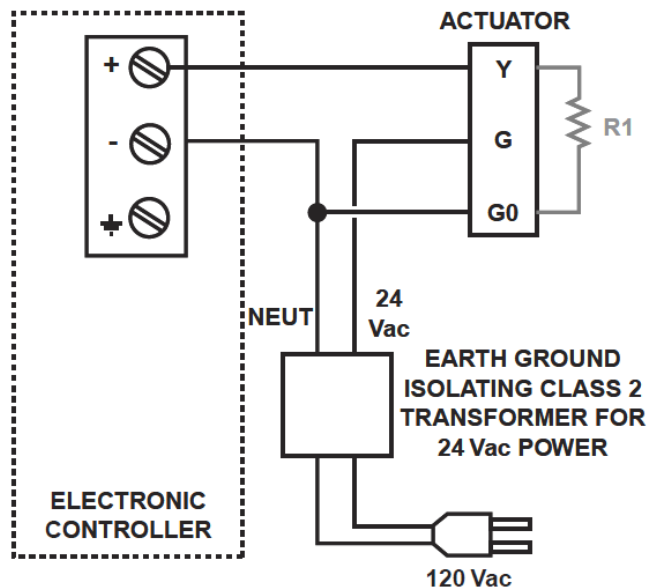 ACTUATOR
+
Y
R1
-
G
G0
24
Vac
NEUT
EARTH GROUND
ISOLATING CLASS 2
TRANSFORMER FOR
24 Vac POWER
ELECTRONIC
CONTROLLER
120 Vac